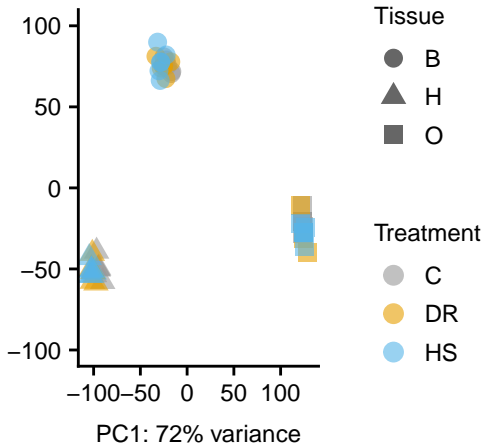 Tissue
B
H
O
Treatment
C
DR
HS
100
50
0
−50
−100
−100 −50 0 50 100
PC1: 72% variance